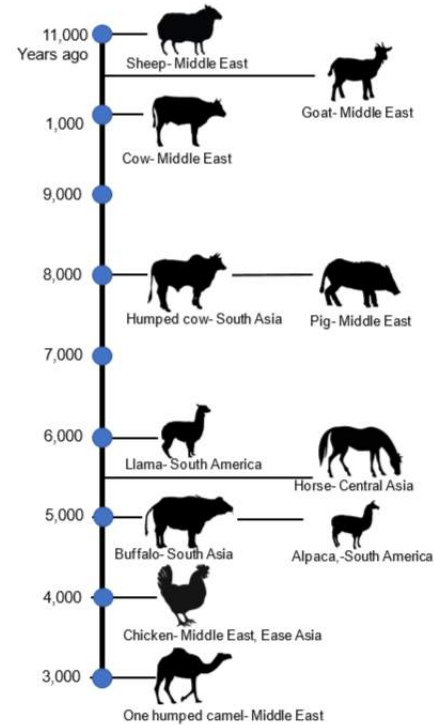 11,000
Years ago
Sheep- Middle East
Goat- Middle East
1,000
Cow- Middle East
9,000
8,000
Humped cow- South Asia
Pig- Middle East
7,000
6,000
Llama- South America
Horse- Central Asia
5,000
Buffalo- South Asia
Alpaca,-South America
4,000
Chicken- Middle East, Ease Asia
3,000
One humped camel- Middle East